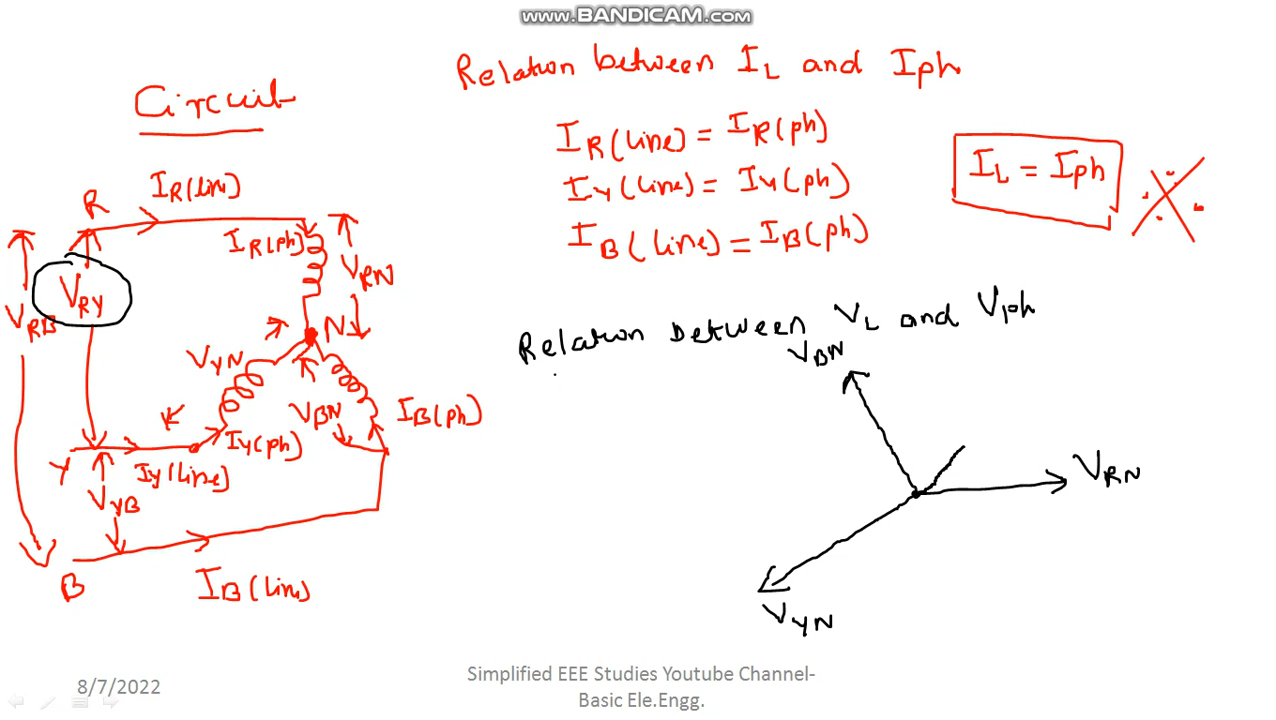 www.BANDICAM.com
Relation between IL and Iph
Circuit
IR(line) = IR(ph)
IY(line) = IY(ph)
IB(line) = IB(ph)
IL = Iph
R
IR(line)
IR(ph)
VRN
VRY
VRB
N
VYN
VBN
IB(ph)
Y
IY(line)
IY(ph)
VYB
B
IB(line)
Relation between VL and Vph
VBN
VRN
VYN
8/7/2022
Simplified EEE Studies Youtube Channel-
Basic Ele.Engg.